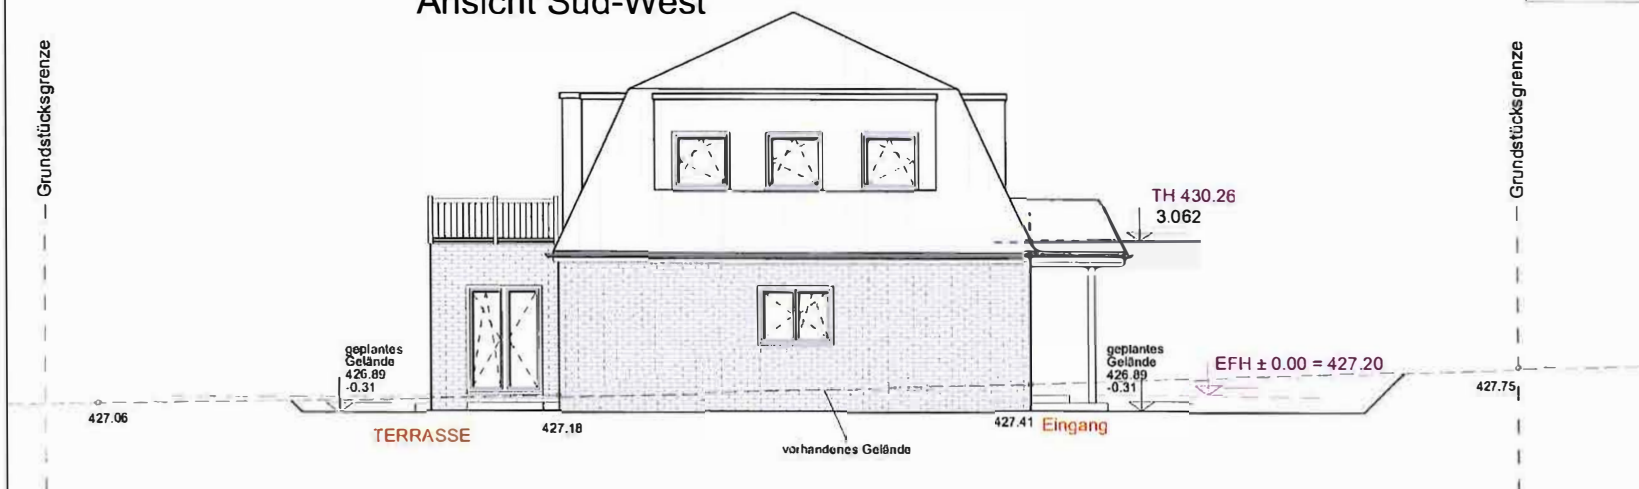 Ansicht Süd-West
Grundstücksgrenze
Grundstücksgrenze
TH 430.26
3.062
geplantes
Gelände
426.89
-0.31
geplantes
Gelände
426.89
-0.31
EFH ± 0.00 = 427.20
427.75
427.06
TERRASSE
427.18
427.41
Eingang
vorhandenes Gelände